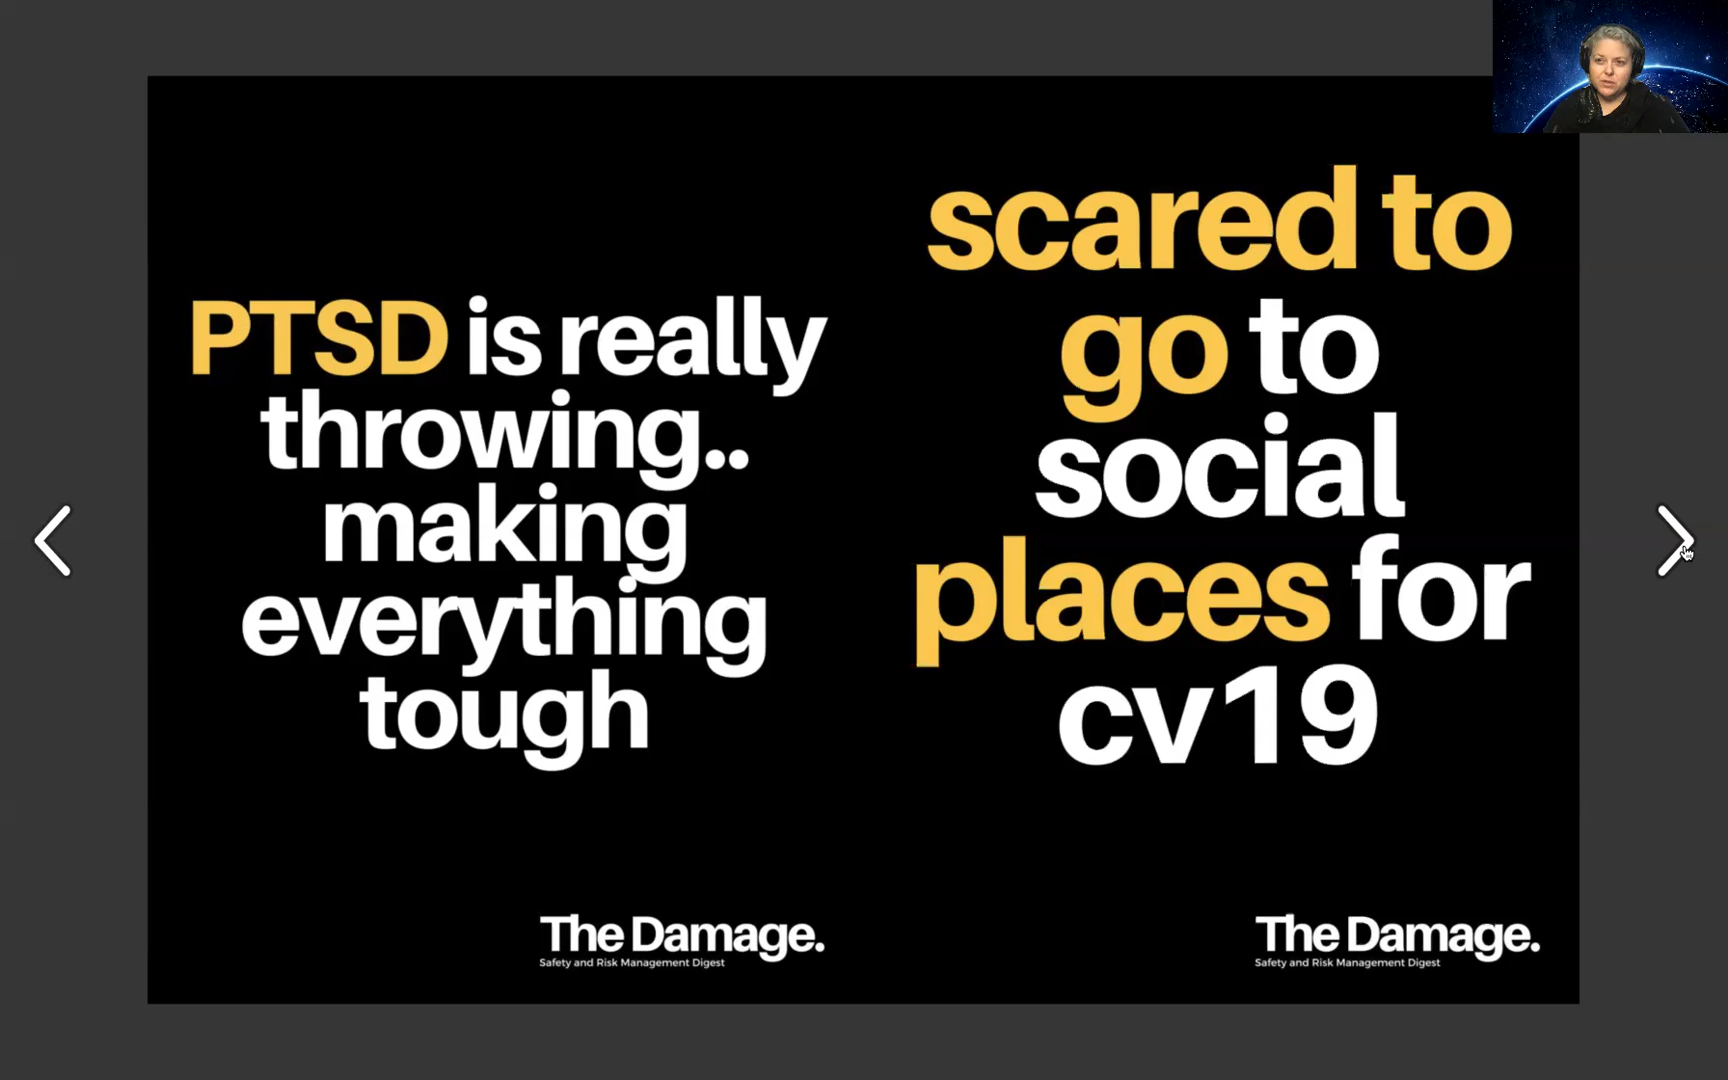 PTSD is really
throwing..
making
everything
tough
The Damage.
Safety and Risk Management Digest
scared to
go to
social
places for
cv19
The Damage.
Safety and Risk Management Digest